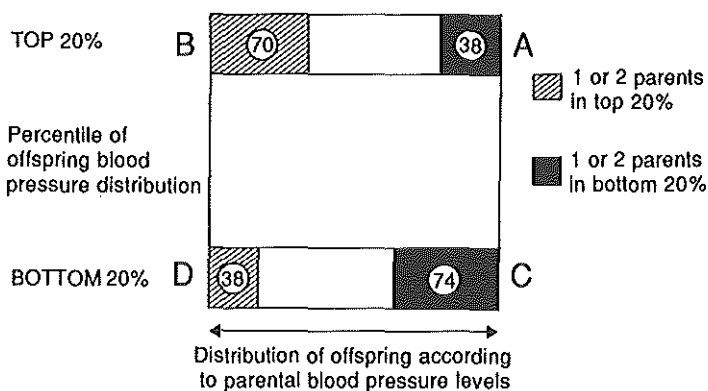 TOP 20%
B
70
38
A
1 or 2 parents
in top 20%
Percentile of
offspring blood
pressure distribution
1 or 2 parents
in bottom 20%
BOTTOM 20%
D
38
74
C
Distribution of offspring according
to parental blood pressure levels